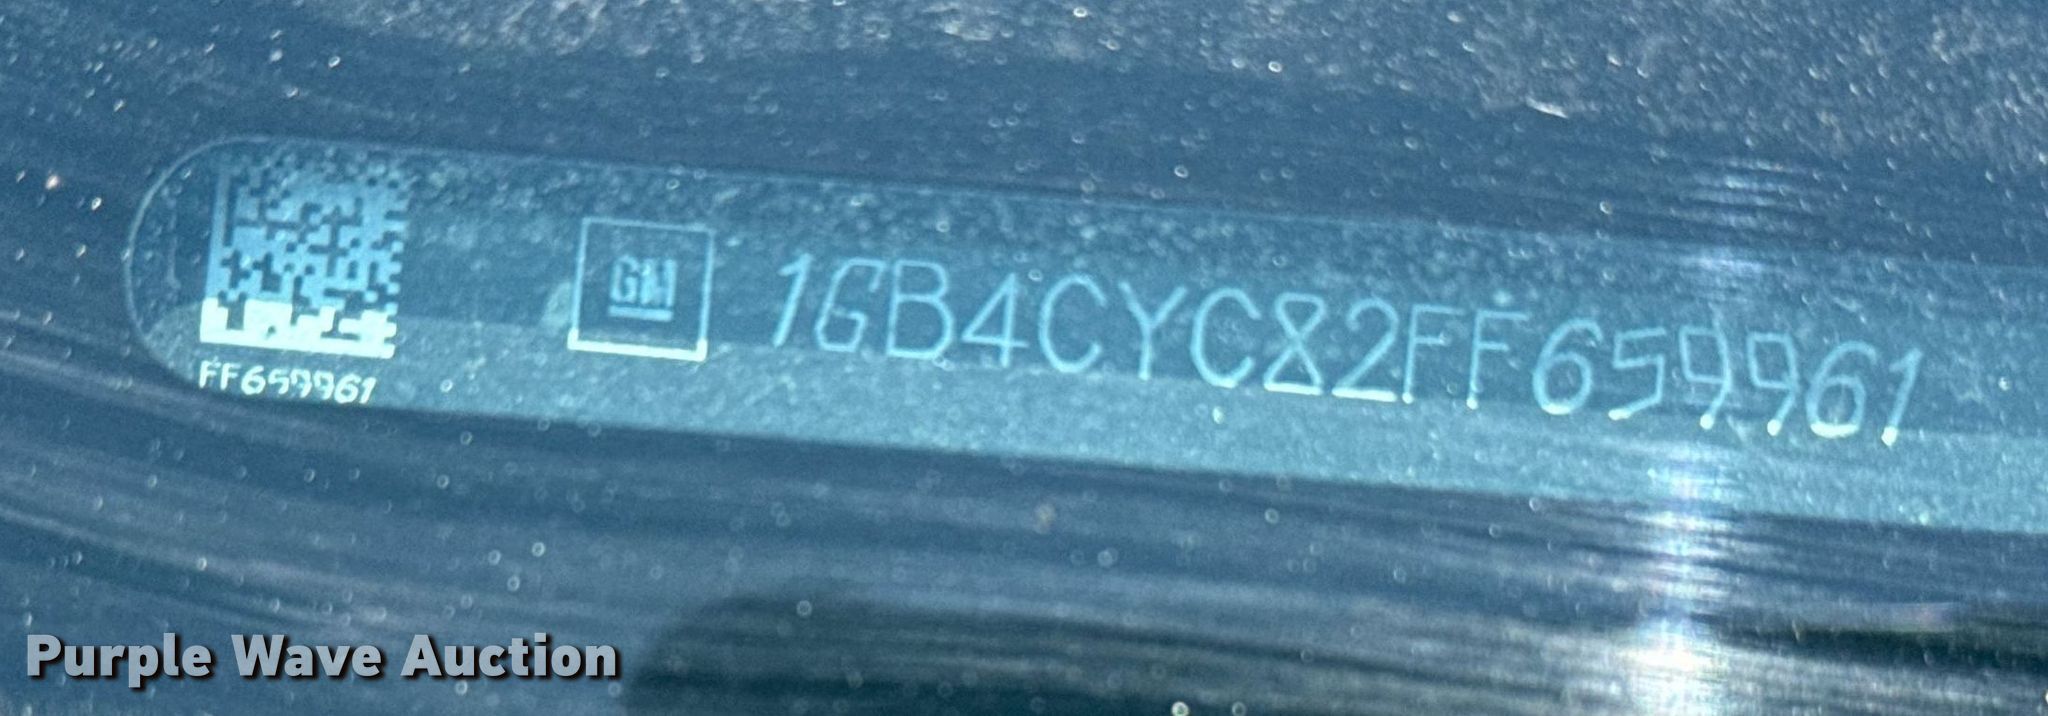 GM 1GB4CYC82FF659961
FF659961
Purple Wave Auction